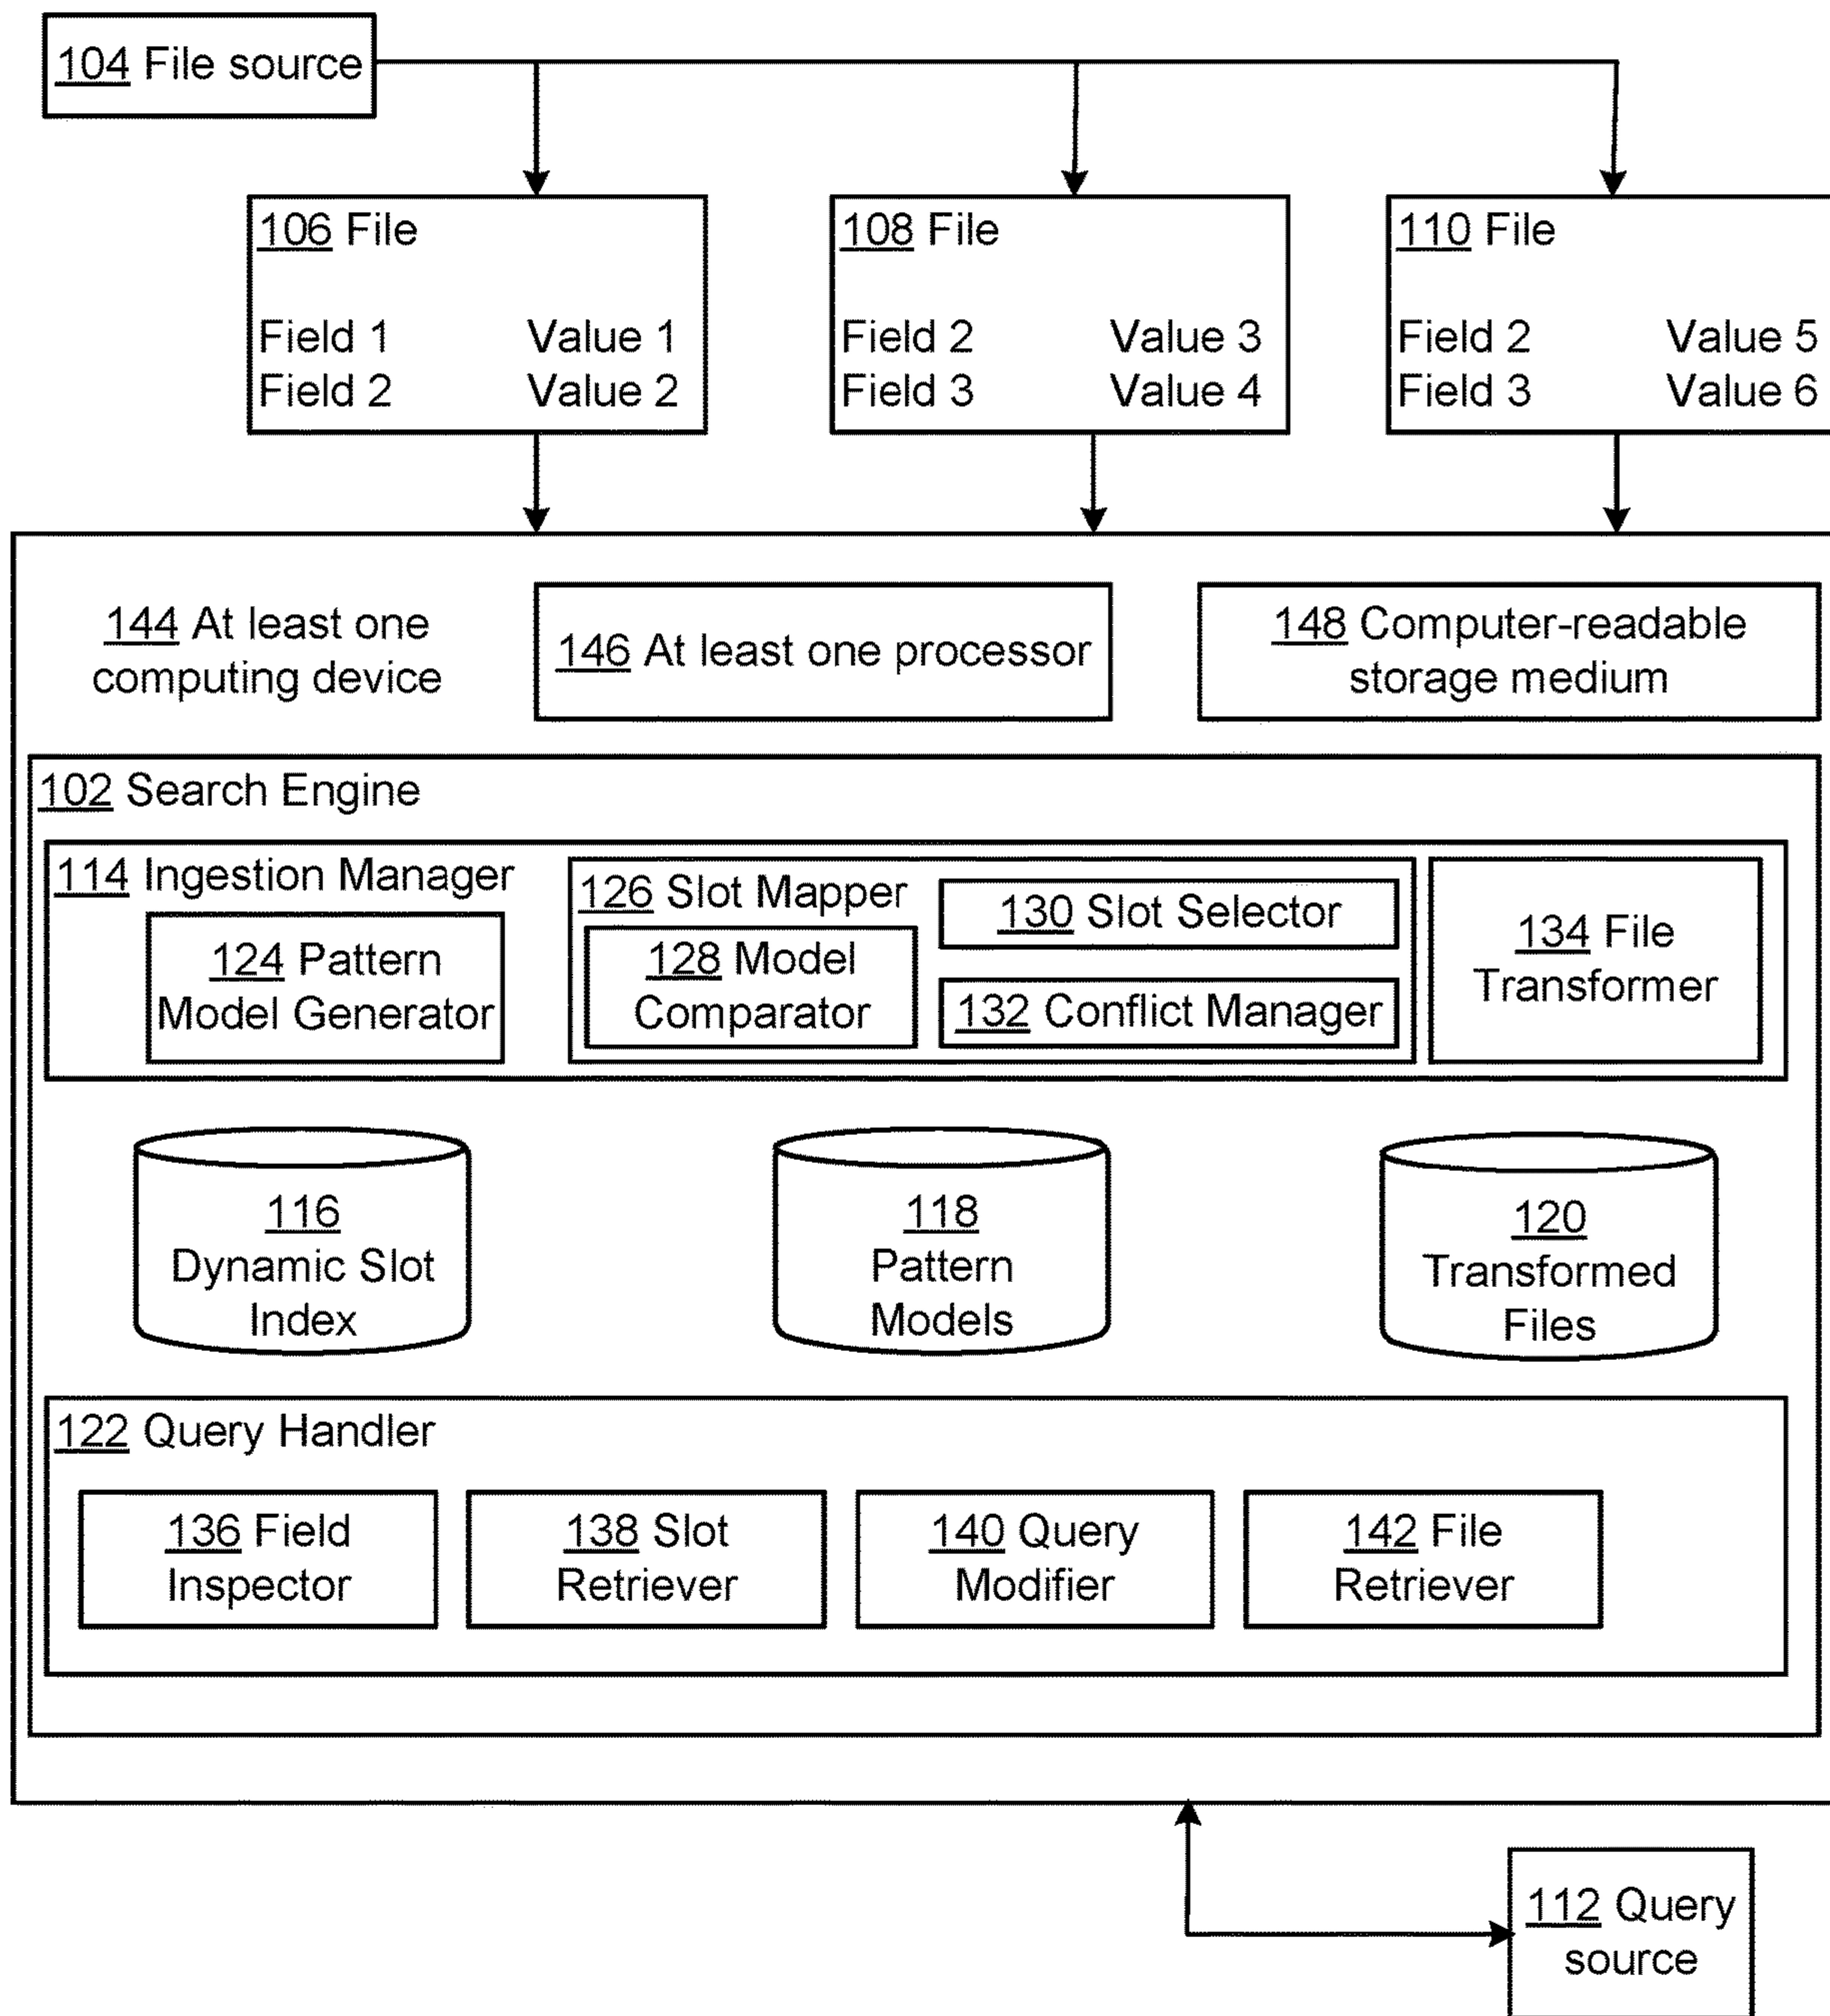 104 File source
106 File
Field 1 Value 1
Field 2 Value 2
108 File
Field 2 Value 3
Field 3 Value 4
110 File
Field 2 Value 5
Field 3 Value 6
144 At least one
computing device
146 At least one processor
148 Computer-readable
storage medium
102 Search Engine
114 Ingestion Manager
124 Pattern
Model Generator
126 Slot Mapper
128 Model
Comparator
130 Slot Selector
132 Conflict Manager
134 File
Transformer
116
Dynamic Slot
Index
118
Pattern
Models
120
Transformed
Files
122 Query Handler
136 Field
Inspector
138 Slot
Retriever
140 Query
Modifier
142 File
Retriever
112 Query
source